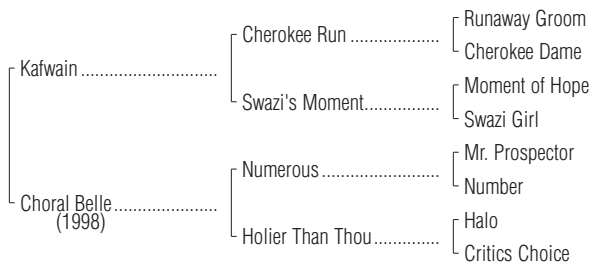 Runaway Groom
Cherokee Run ...................
Cherokee Dame
Kafwain .............................
Moment of Hope
Swazi's Moment................
Swazi Girl
Mr. Prospector
Numerous .........................
Number
Choral Belle......................
(1998)
Halo
Holier Than Thou..............
Critics Choice